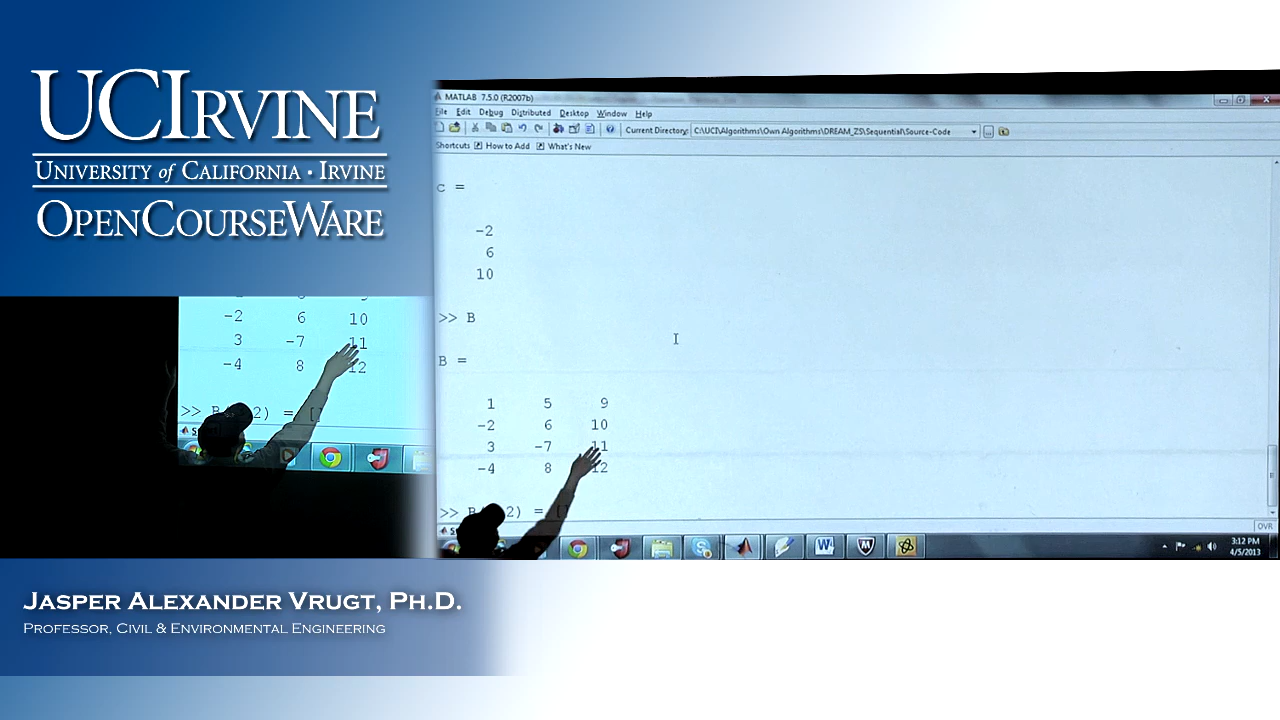 UCIRVINE
UNIVERSITY of CALIFORNIA · IRVINE
OPENCOURSEWARE
-2 6 10
3 -7 11
-4 8 12
>> B 2) = []
JASPER ALEXANDER VRUGT, PH.D.
PROFESSOR, CIVIL & ENVIRONMENTAL ENGINEERING
MATLAB 7.5.0 (R2007b)
File Edit Debug Distributed Desktop Window Help
Current Directory: C:\UCI\Algorithms\Own Algorithms\DREAM_ZS\Sequential\Source-Code
Shortcuts How to Add What's New
C =
-2
6
10
>> B
B =
1 5 9
-2 6 10
3 -7 11
-4 8 12
>> B 2) = []
OVR
3:12 PM
4/5/2013